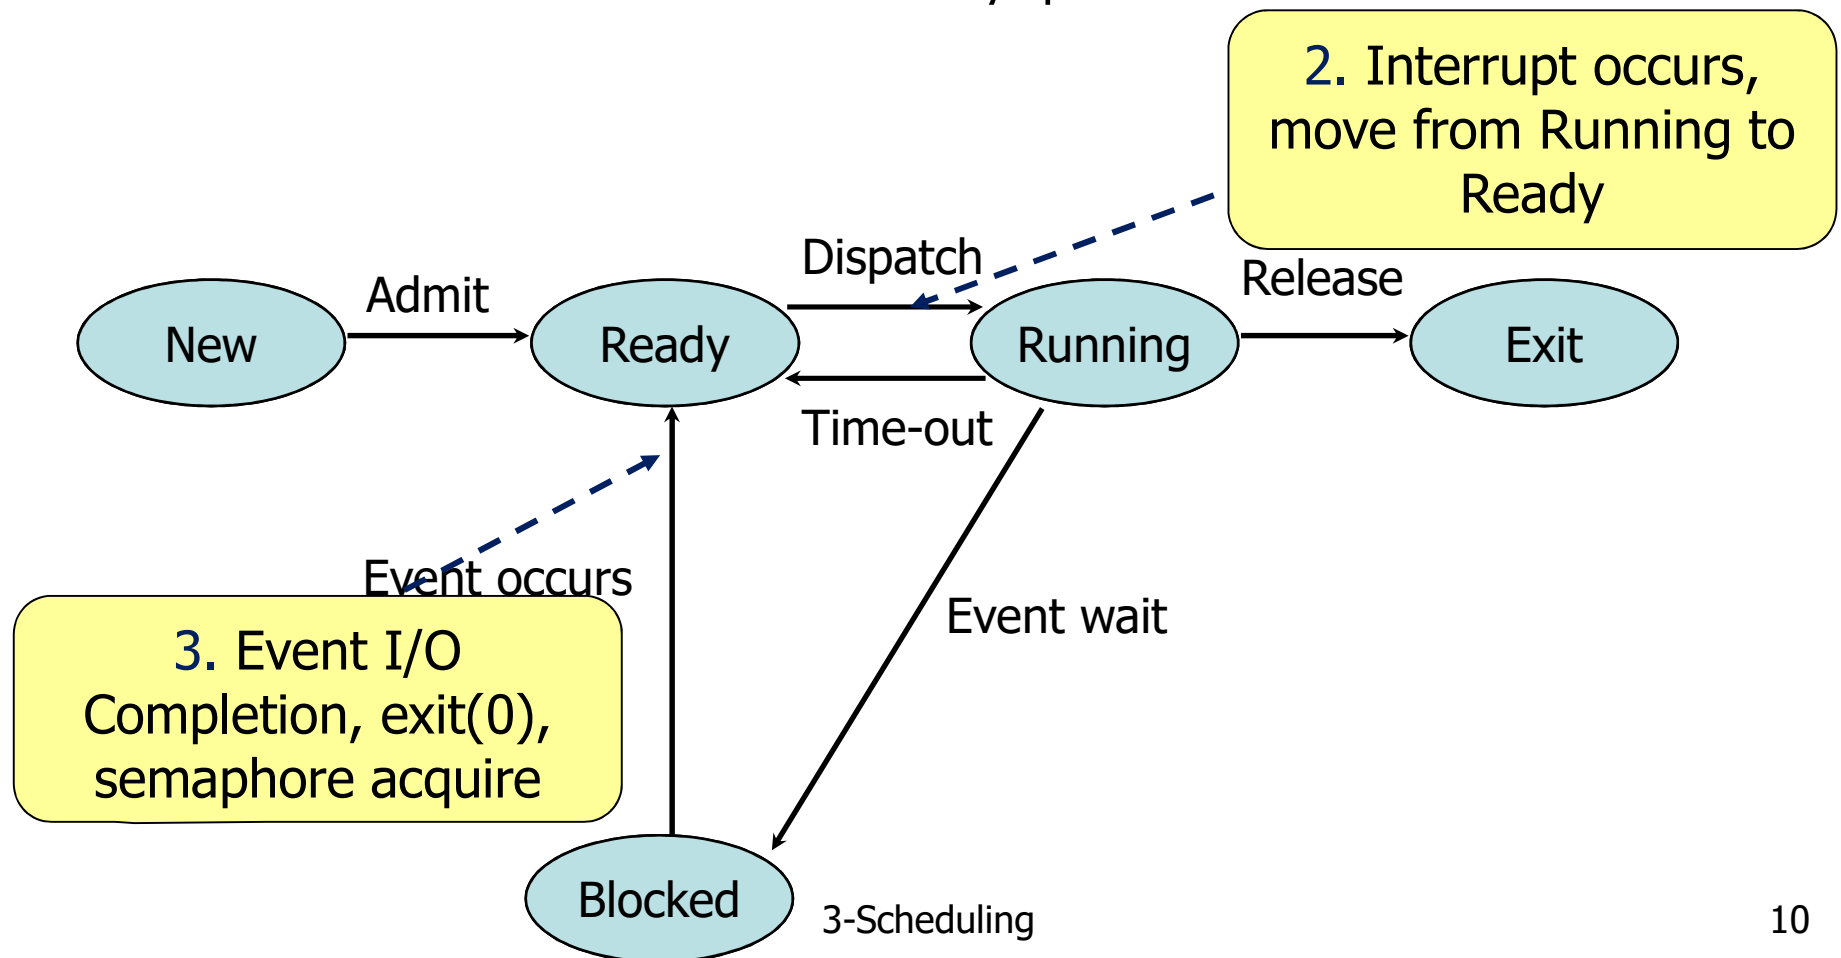 2. Interrupt occurs,
move from Running to
Ready
Dispatch
Release
Admit
New
Ready
Running
Exit
Time-out
Event occurs
Event wait
3. Event I/O
Completion, exit(0),
semaphore acquire
Blocked
3-Scheduling
10